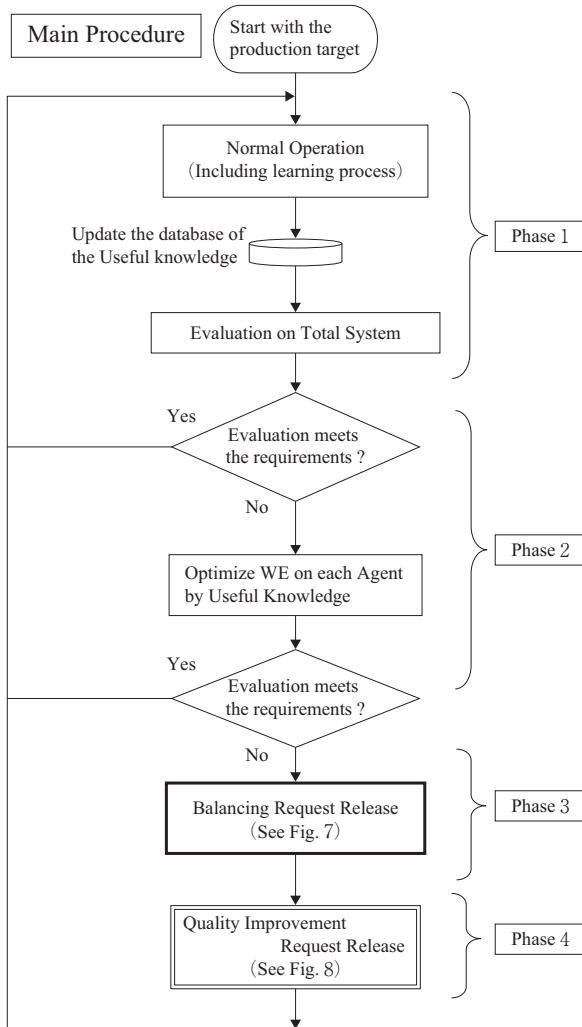 Main Procedure
Start with the
production target
Normal Operation
(Including learning process)
Update the database of
the Useful knowledge
Evaluation on Total System
Phase 1
Yes
Evaluation meets
the requirements ?
No
Optimize WE on each Agent
by Useful Knowledge
Phase 2
Yes
Evaluation meets
the requirements ?
No
Balancing Request Release
(See Fig. 7)
Phase 3
Quality Improvement
Request Release
(See Fig. 8)
Phase 4